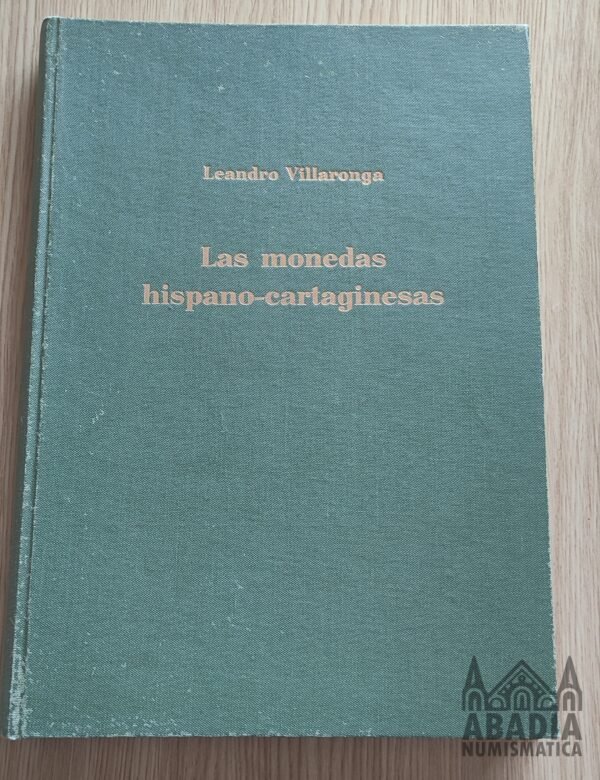 Leandro Villaronga
Las monedas
hispano-cartaginesas
ABADIA
NUMISMATICA